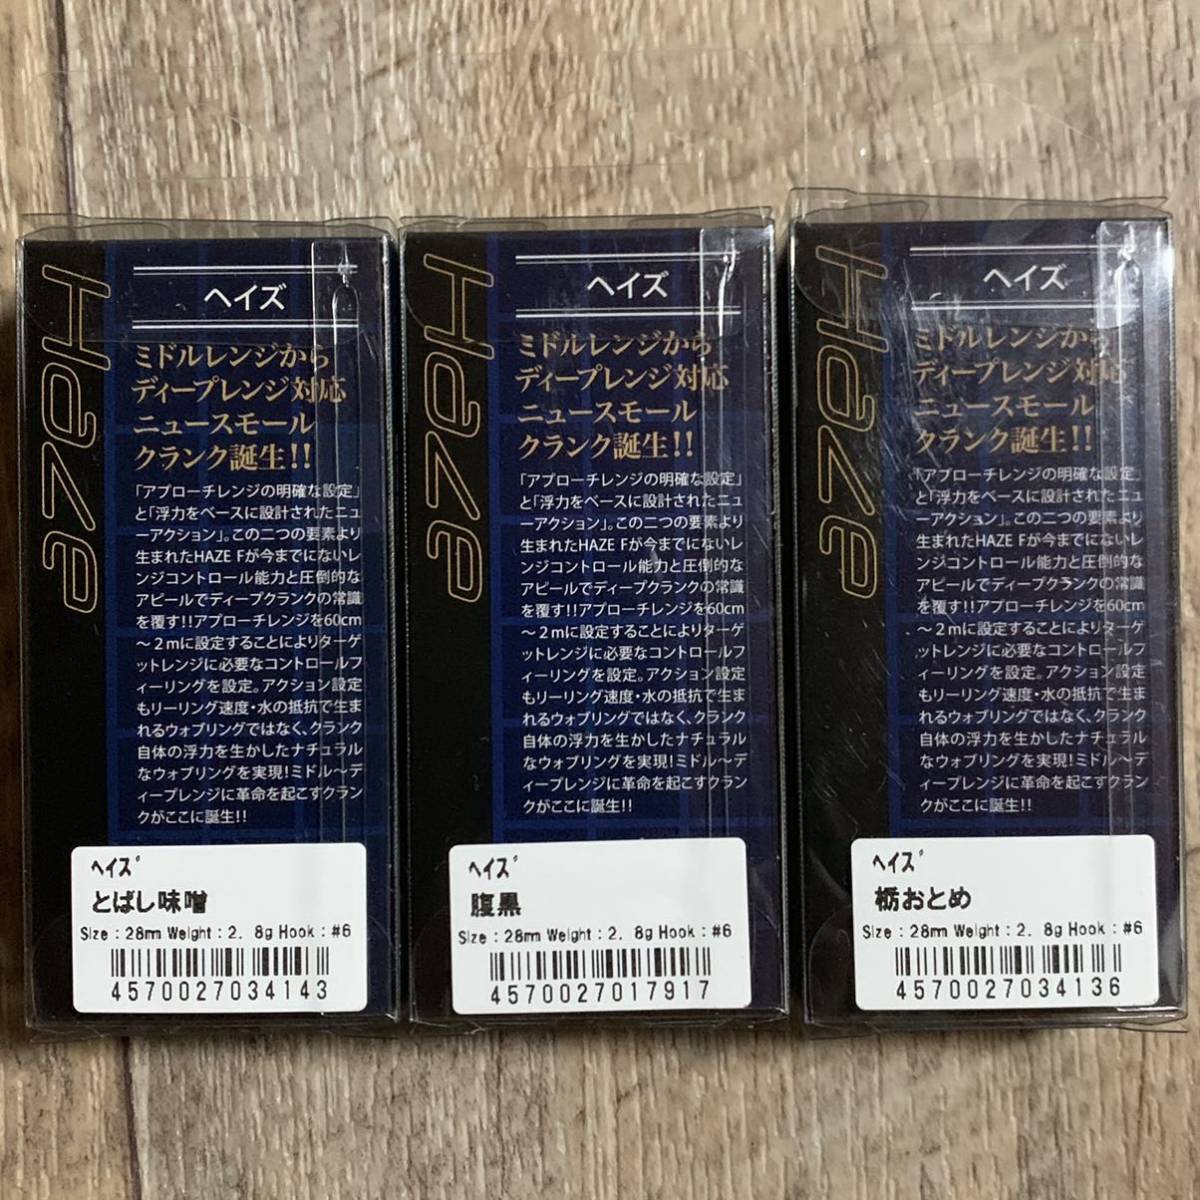 Haze
ヘイズ
ミドルレンジから
ディープレンジ対応
ニュースモール
クランク誕生!!
「アプローチレンジの明確な設定」
と「浮力をベースに設計されたニュ
ーアクション」。この二つの要素より
生まれたHAZE Fが今までにないレ
ンジコントロール能力と圧倒的な
アピールでディープクランクの常識
を覆す!!アプローチレンジを60cm
～2mに設定することによりターゲ
ットレンジに必要なコントロールフ
ィーリングを設定。アクション設定
もリーリング速度・水の抵抗で生ま
れるウォブリングではなく、クランク
自体の浮力を生かしたナチュラル
なウォブリングを実現!ミドル～デ
ィープレンジに革命を起こすクラン
クがここに誕生!!
ﾍｲｽﾞ
とばし味噌
Size : 28mm Weight : 2. 8g Hook : #6
4570027034143
Haze
ヘイズ
ミドルレンジから
ディープレンジ対応
ニュースモール
クランク誕生!!
「アプローチレンジの明確な設定」
と「浮力をベースに設計されたニュ
ーアクション」。この二つの要素より
生まれたHAZE Fが今までにないレ
ンジコントロール能力と圧倒的な
アピールでディープクランクの常識
を覆す!!アプローチレンジを60cm
～2mに設定することによりターゲ
ットレンジに必要なコントロールフ
ィーリングを設定。アクション設定
もリーリング速度・水の抵抗で生ま
れるウォブリングではなく、クランク
自体の浮力を生かしたナチュラル
なウォブリングを実現!ミドル～デ
ィープレンジに革命を起こすクラン
クがここに誕生!!
ﾍｲｽﾞ
腹黒
Size : 28mm Weight : 2. 8g Hook : #6
4570027017917
Haze
ヘイズ
ミドルレンジから
ディープレンジ対応
ニュースモール
クランク誕生!!
「アプローチレンジの明確な設定」
と「浮力をベースに設計されたニュ
ーアクション」。この二つの要素より
生まれたHAZE Fが今までにないレ
ンジコントロール能力と圧倒的な
アピールでディープクランクの常識
を覆す!!アプローチレンジを60cm
～2mに設定することによりターゲ
ットレンジに必要なコントロールフ
ィーリングを設定。アクション設定
もリーリング速度・水の抵抗で生ま
れるウォブリングではなく、クランク
自体の浮力を生かしたナチュラル
なウォブリングを実現!ミドル～デ
ィープレンジに革命を起こすクラン
クがここに誕生!!
ﾍｲｽﾞ
栃おとめ
Size : 28mm Weight : 2. 8g Hook : #6
4570027034136